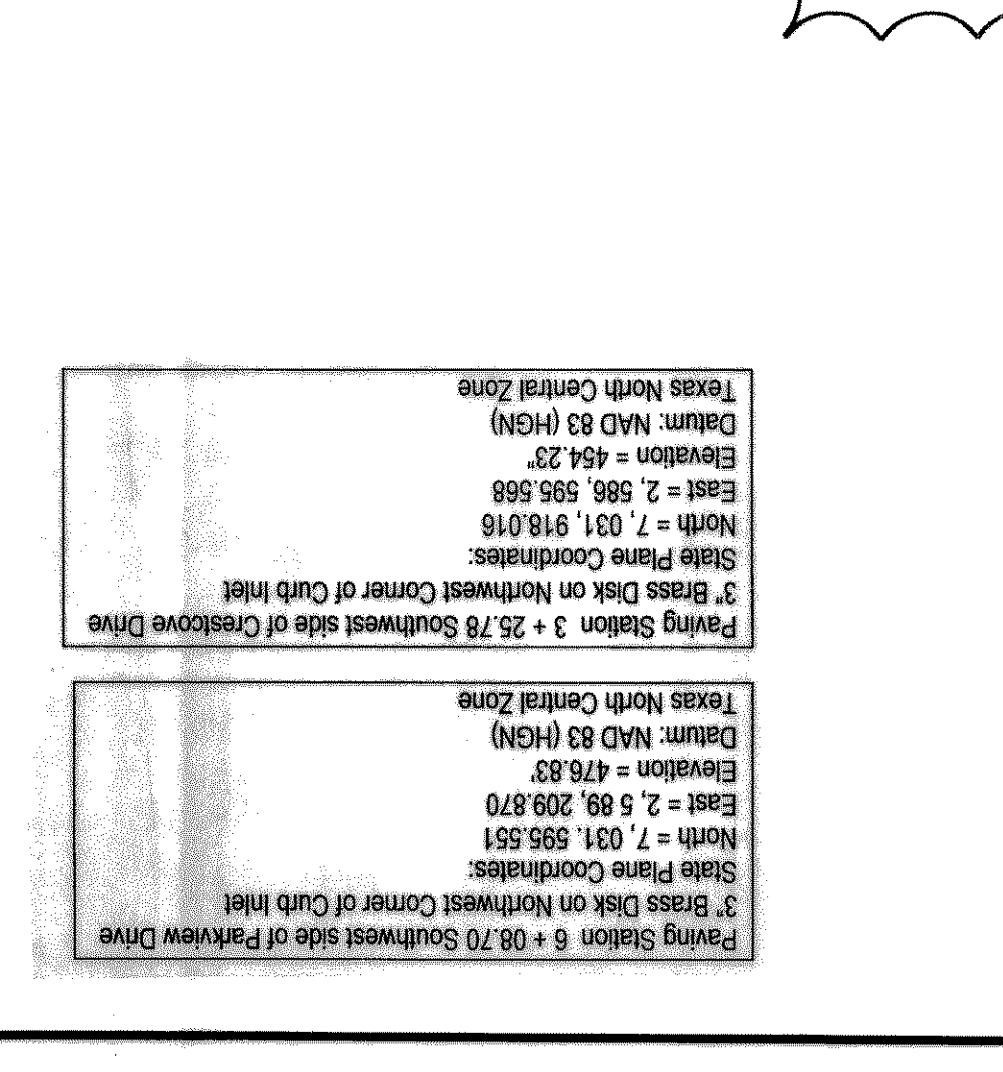 Paving Station 6 + 08.70 Southwest side of Parkview Drive
3" Brass Disk on Northwest Corner of Curb Inlet
State Plane Coordinates:
North = 7, 031. 595.551
East = 2, 5 89, 209.870
Elevation = 476.83'
Datum: NAD 83 (HGN)
Texas North Central Zone
Paving Station 3 + 25.78 Southwest side of Crestcove Drive
3" Brass Disk on Northwest Corner of Curb Inlet
State Plane Coordinates:
North = 7, 031, 918.016
East = 2, 586, 595.568
Elevation = 454.23"
Datum: NAD 83 (HGN)
Texas North Central Zone